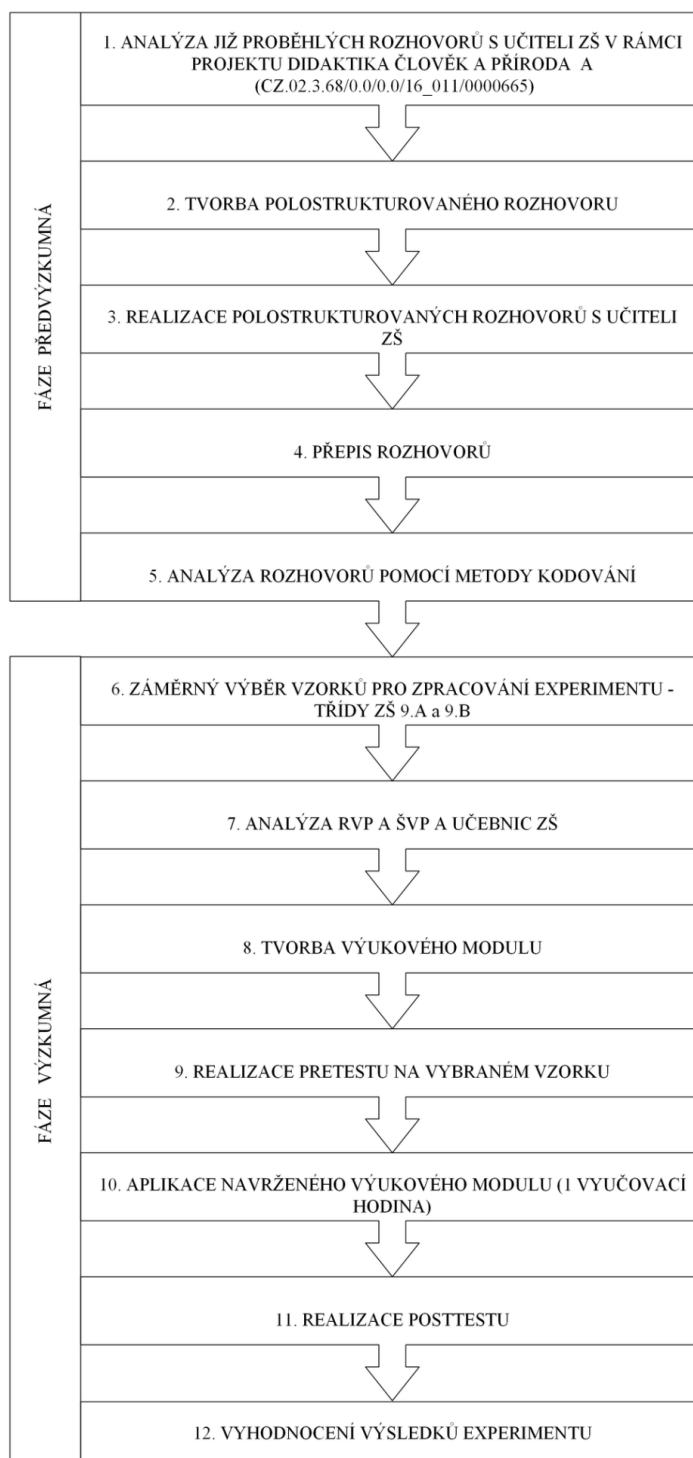 1. ANALÝZA JIŽ PROBĚHLÝCH ROZHOVORŮ S UČITELI ZŠ V RÁMCI
PROJEKTU DIDAKTIKA ČLOVĚK A PŘÍRODA A
(CZ.02.3.68/0.0/0.0/16_011/0000665)
2. TVORBA POLOSTRUKTUROVANÉHO ROZHOVORU
FÁZE PŘEDVÝZKUMNÁ
3. REALIZACE POLOSTRUKTUROVANÝCH ROZHOVORŮ S UČITELI
ZŠ
4. PŘEPIS ROZHOVORŮ
5. ANALÝZA ROZHOVORŮ POMOCÍ METODY KODOVÁNÍ
6. ZÁMĚRNÝ VÝBĚR VZORKŮ PRO ZPRACOVÁNÍ EXPERIMENTU -
TŘÍDY ZŠ 9.A a 9.B
7. ANALÝZA RVP A ŠVP A UČEBNIC ZŠ
8. TVORBA VÝUKOVÉHO MODULU
FÁZE VÝZKUMNÁ
9. REALIZACE PRETESTU NA VYBRANÉM VZORKU
10. APLIKACE NAVRŽENÉHO VÝUKOVÉHO MODULU (1 VYUČOVACÍ
HODINA)
11. REALIZACE POSTTESTU
12. VYHODNOCENÍ VÝSLEDKŮ EXPERIMENTU